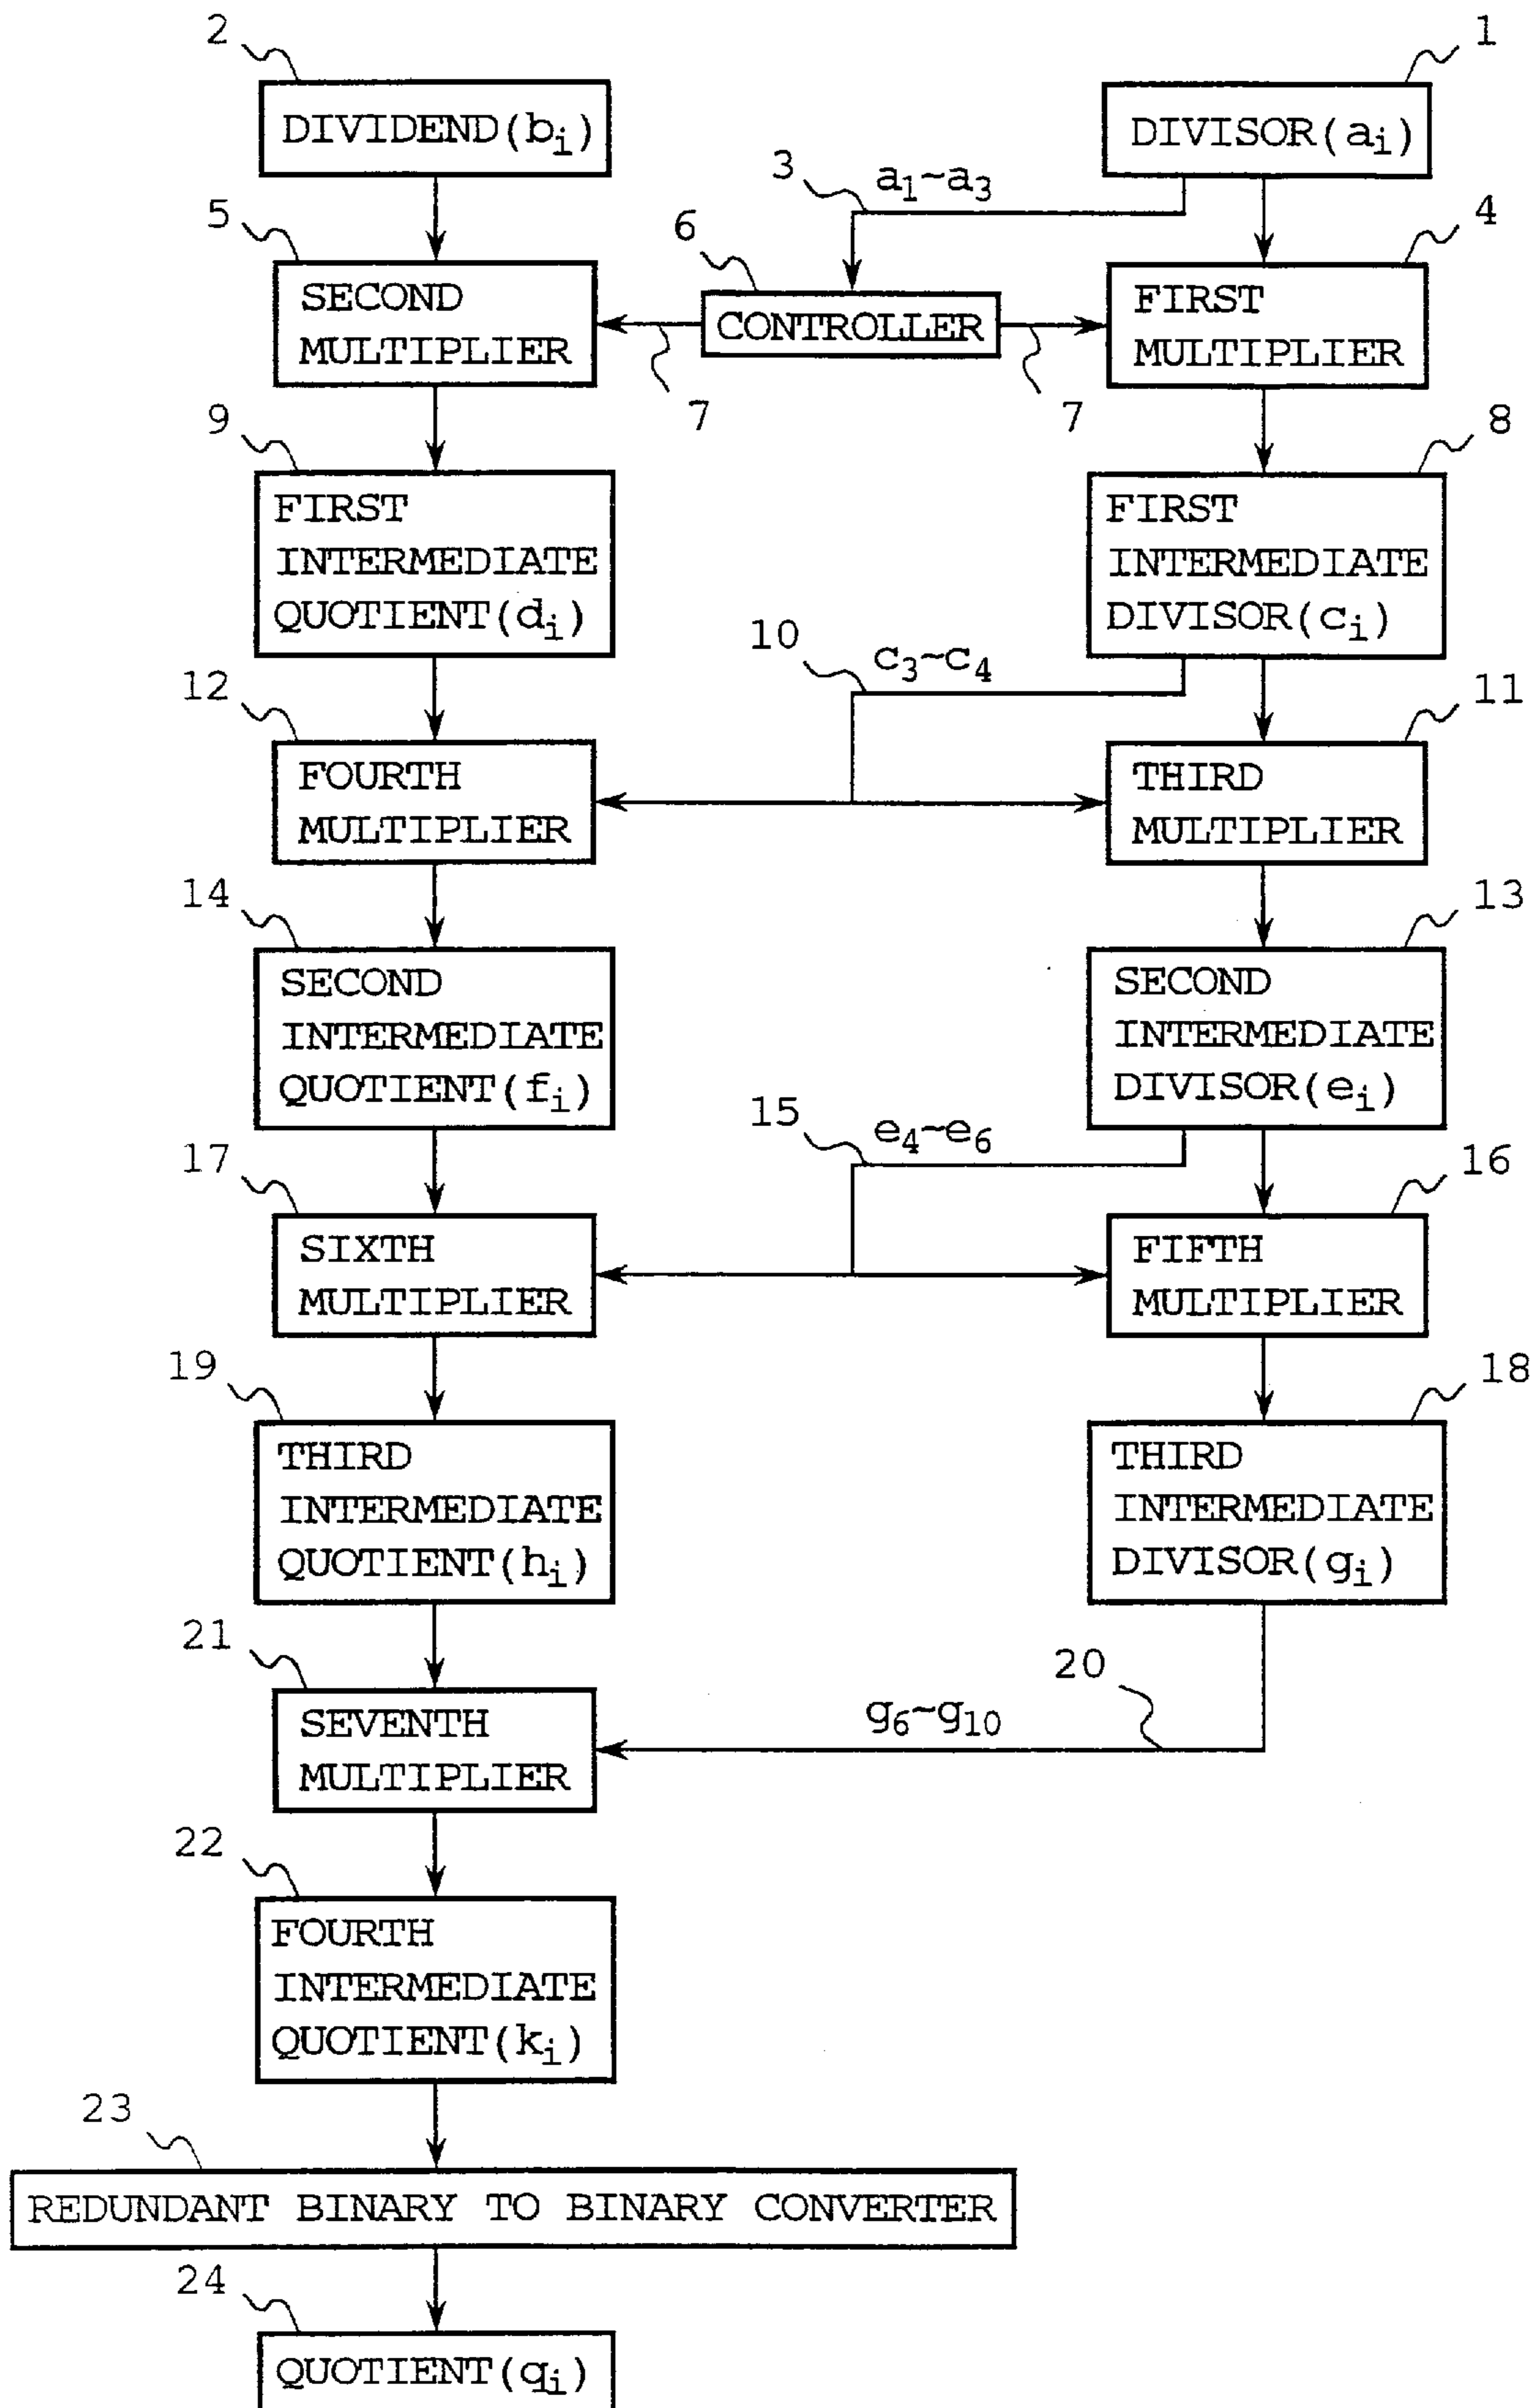 2
1
DIVIDEND(bi)
DIVISOR(ai)
3
a1~a3
5
6
4
SECOND
MULTIPLIER
CONTROLLER
FIRST
MULTIPLIER
7
7
9
8
FIRST
INTERMEDIATE
QUOTIENT(di)
FIRST
INTERMEDIATE
DIVISOR(ci)
10
c3~c4
12
11
FOURTH
MULTIPLIER
THIRD
MULTIPLIER
14
13
SECOND
INTERMEDIATE
QUOTIENT(fi)
SECOND
INTERMEDIATE
DIVISOR(ei)
15
e4~e6
17
16
SIXTH
MULTIPLIER
FIFTH
MULTIPLIER
19
18
THIRD
INTERMEDIATE
QUOTIENT(hi)
THIRD
INTERMEDIATE
DIVISOR(gi)
21
20
SEVENTH
MULTIPLIER
g6~g10
22
FOURTH
INTERMEDIATE
QUOTIENT(ki)
23
REDUNDANT BINARY TO BINARY CONVERTER
24
QUOTIENT(qi)